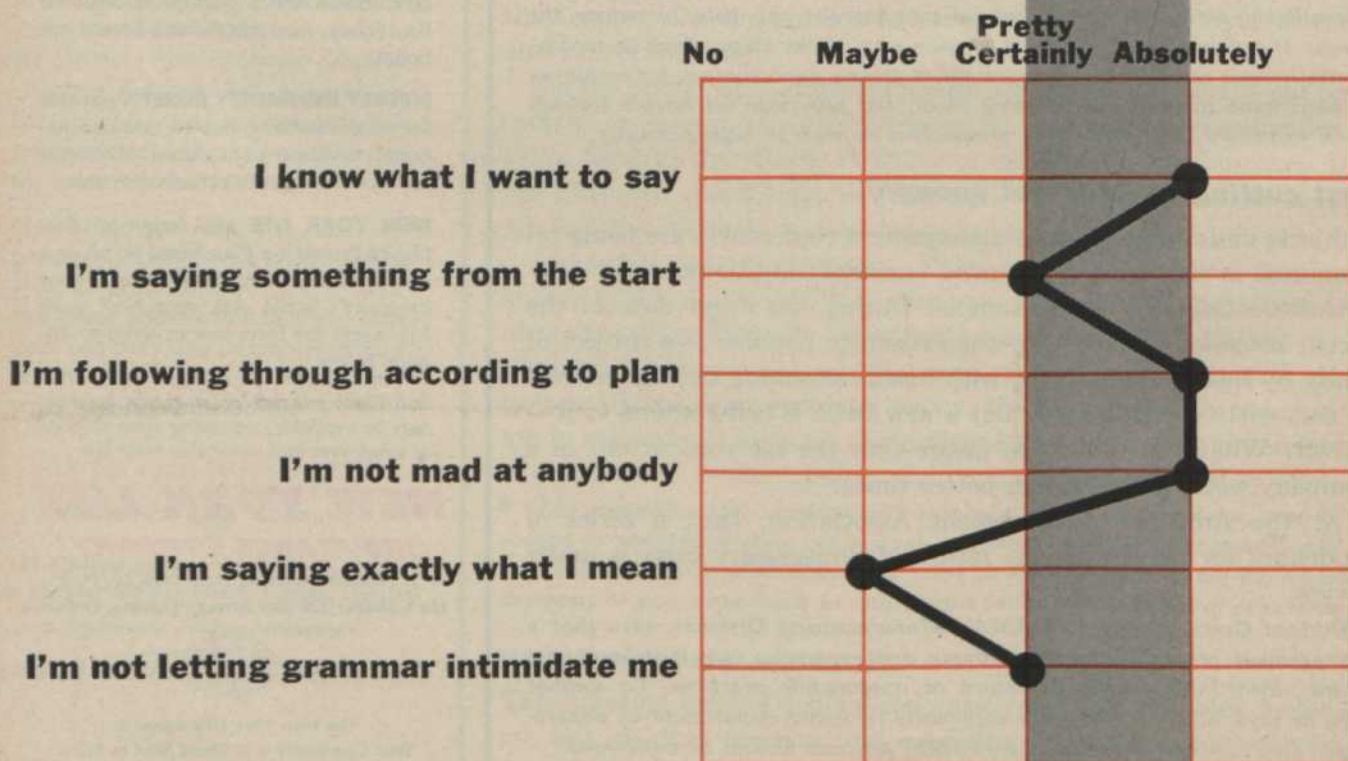 Pretty
No Maybe Certainly Absolutely
I know what I want to say
I'm saying something from the start
I'm following through according to plan
I'm not mad at anybody
I'm saying exactly what I mean
I'm not letting grammar intimidate me